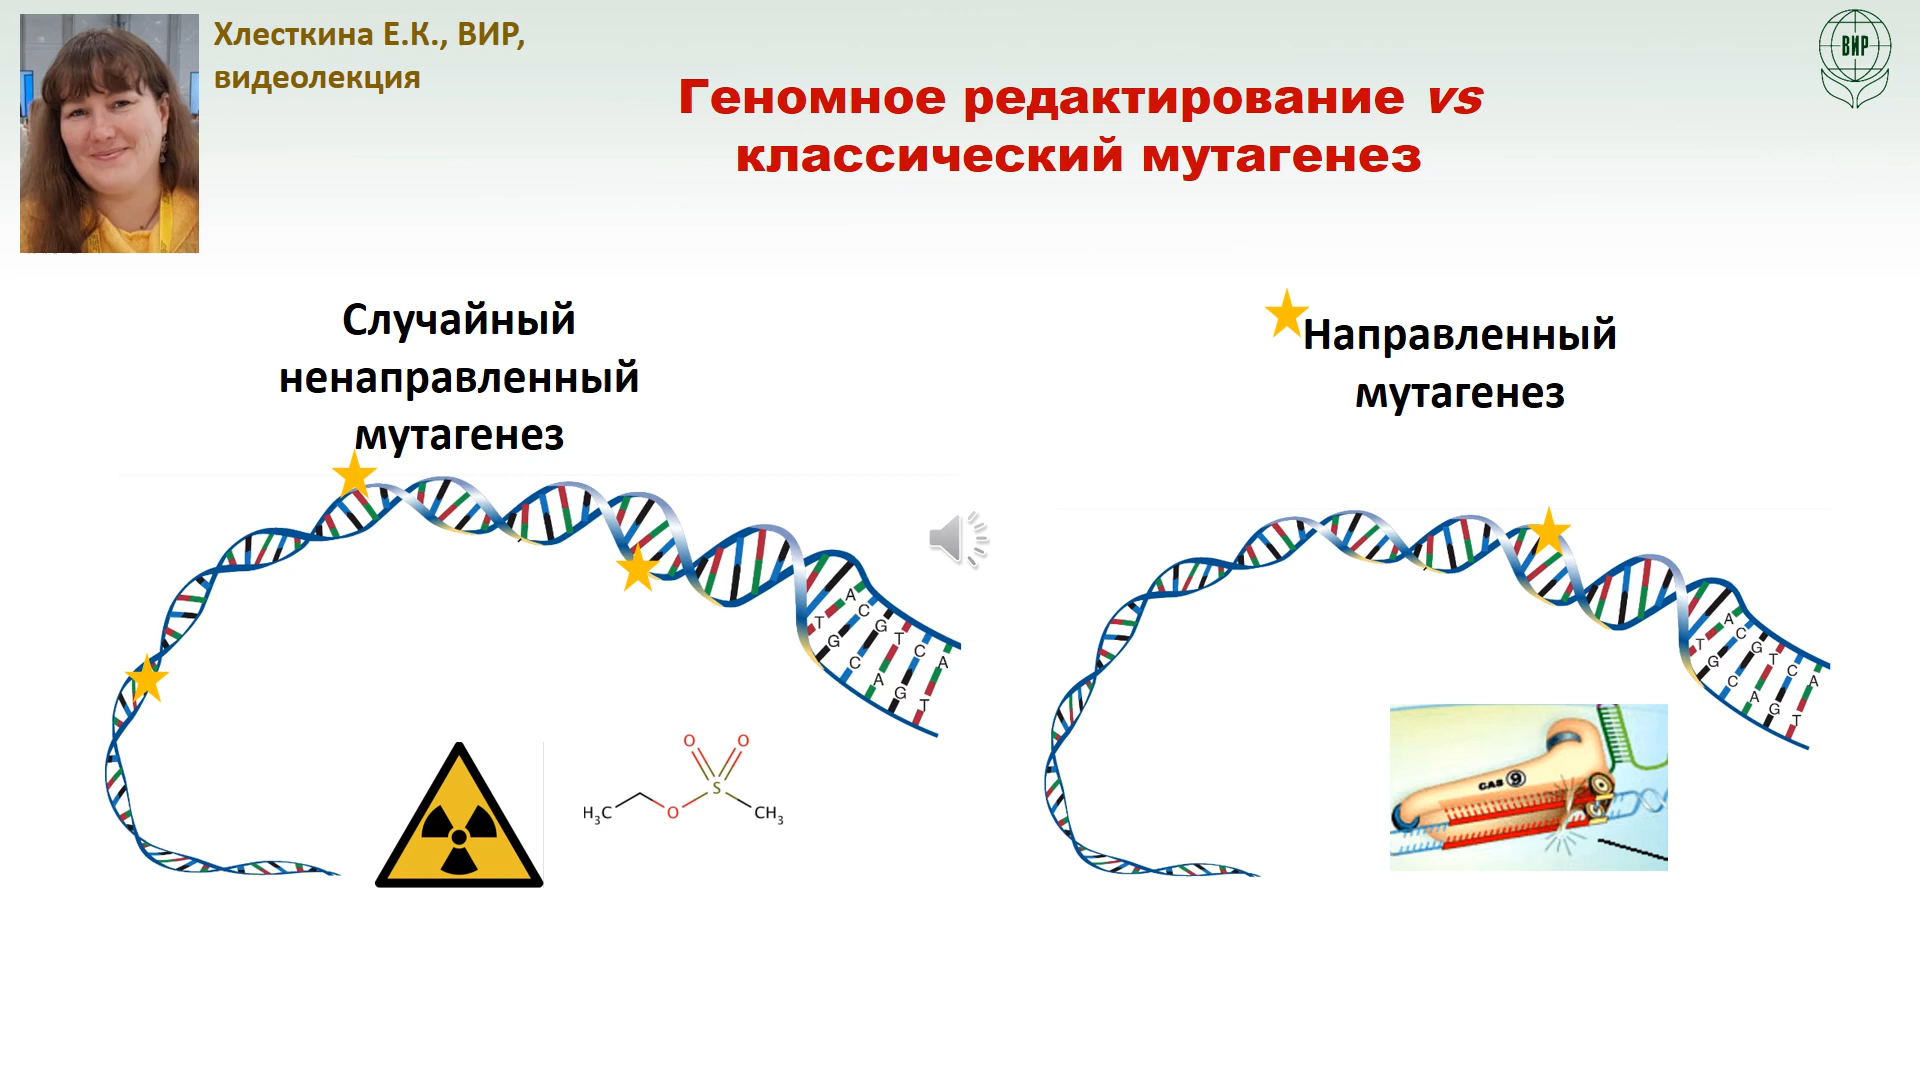 Хлесткина Е.К., ВИР,
видеолекция
ВИР
Геномное редактирование vs
классический мутагенез
Случайный
ненаправленный
мутагенез
Направленный
мутагенез
A C G T C A
T G C A G T
A C G T C A
T G C A G T
O O
H3C O S CH3
CAS 9